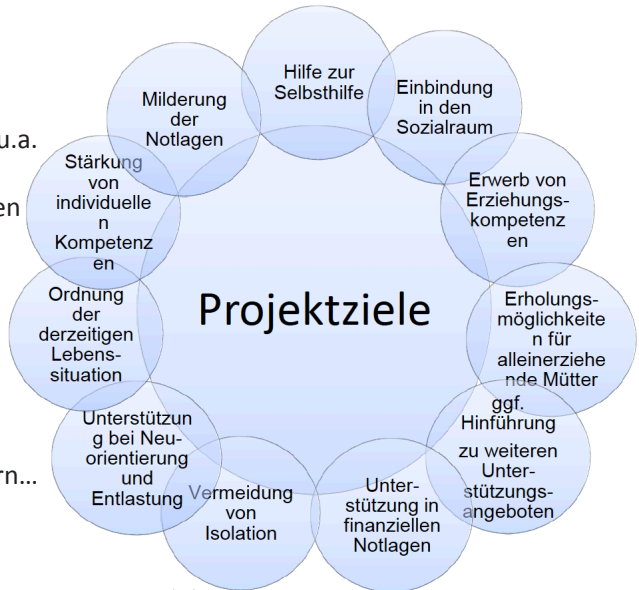 Hilfe zur
Selbsthilfe
Einbindung
in den
Sozialraum
Erwerb von
Erziehungs-
kompetenz
en
Erholungs-
möglichkeite
n für
alleinerziehe
nde Mütter
ggf.
Hinführung
zu weiteren
Unter-
stützungs-
angeboten
Unter-
stützung in
finanziellen
Notlagen
Vermeidung
von
Isolation
Unterstützun
g bei Neu-
orientierung
und
Entlastung
Ordnung
der
derzeitigen
Lebens-
situation
Stärkung
von
individuelle
n
Kompetenz
en
Milderung
der
Notlagen
Projektziele
u.a.
en
rn...